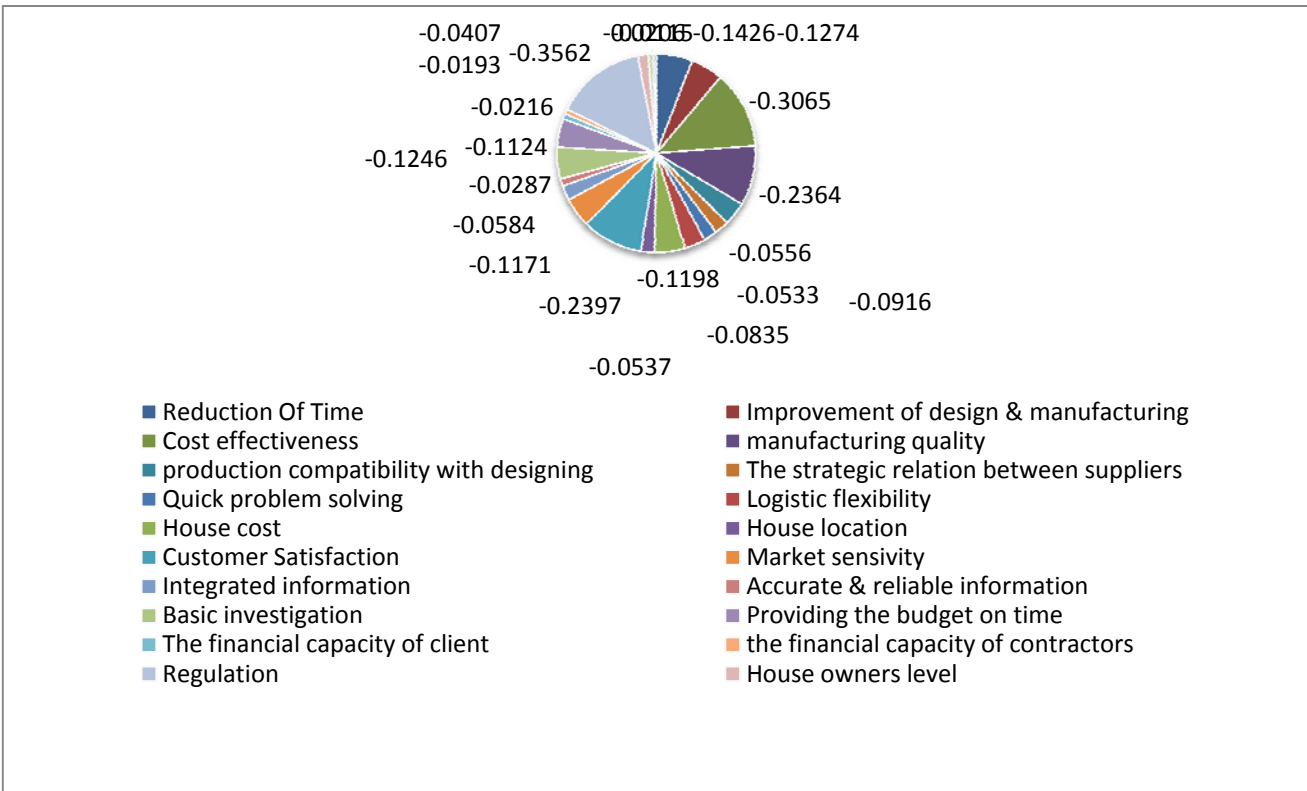 -0.0407
-0.3562
-0.1426
-0.1274
-0.0193
-0.3065
-0.0216
-0.1246
-0.1124
-0.0287
-0.2364
-0.0584
-0.0556
-0.1171
-0.1198
-0.0533
-0.0916
-0.2397
-0.0835
-0.0537
Reduction Of Time
Improvement of design & manufacturing
Cost effectiveness
manufacturing quality
production compatibility with designing
The strategic relation between suppliers
Quick problem solving
Logistic flexibility
House cost
House location
Customer Satisfaction
Market sensivity
Integrated information
Accurate & reliable information
Basic investigation
Providing the budget on time
The financial capacity of client
the financial capacity of contractors
Regulation
House owners level